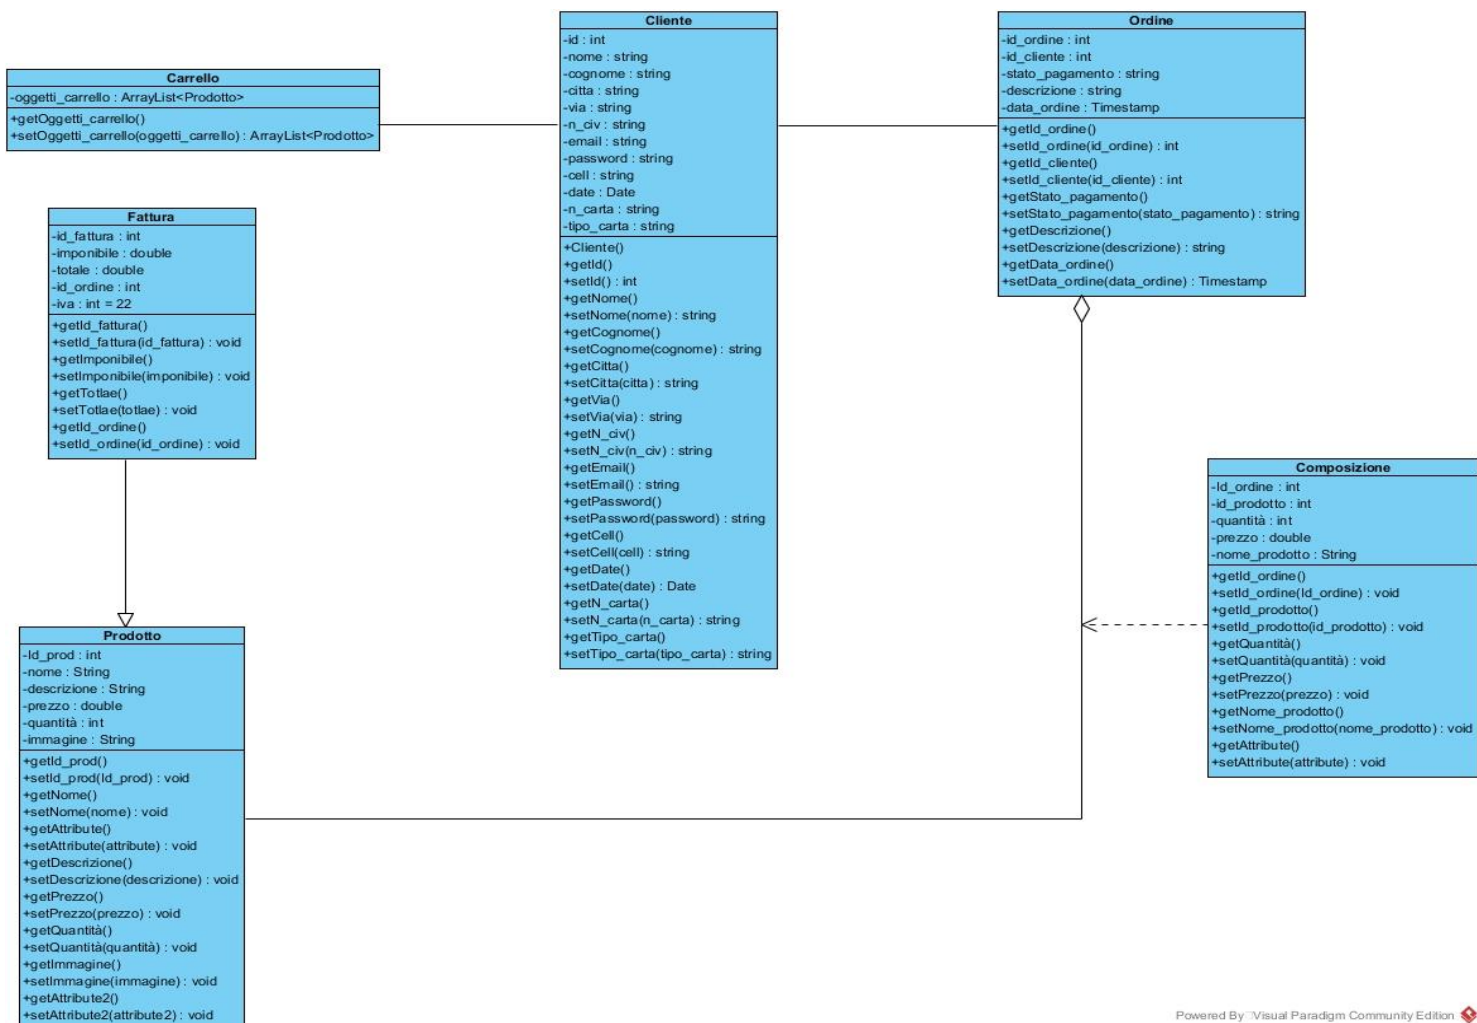 Carrello
-oggetti_carrello : ArrayList<Prodotto>
+getOggetti_carrello()
+setOggetti_carrello(oggetti_carrello) : ArrayList<Prodotto>
Fattura
-id_fattura : int
-imponibile : double
-totale : double
-id_ordine : int
-iva : int = 22
+getId_fattura()
+setId_fattura(id_fattura) : void
+getImponibile()
+setImponibile(imponibile) : void
+getTotlae()
+setTotlae(totlae) : void
+getId_ordine()
+setId_ordine(id_ordine) : void
Prodotto
-Id_prod : int
-nome : String
-descrizione : String
-prezzo : double
-quantità : int
-immagine : String
+getId_prod()
+setId_prod(Id_prod) : void
+getNome()
+setNome(nome) : void
+getAttribute()
+setAttribute(attribute) : void
+getDescrizione()
+setDescrizione(descrizione) : void
+getPrezzo()
+setPrezzo(prezzo) : void
+getQuantità()
+setQuantità(quantità) : void
+getImmagine()
+setImmagine(immagine) : void
+getAttribute2()
+setAttribute2(attribute2) : void
Cliente
-id : int
-nome : string
-cognome : string
-citta : string
-via : string
-n_civ : string
-email : string
-password : string
-cell : string
-date : Date
-n_carta : string
-tipo_carta : string
+Cliente()
+getId()
+setId() : int
+getNome()
+setNome(nome) : string
+getCognome()
+setCognome(cognome) : string
+getCitta()
+setCitta(citta) : string
+getVia()
+setVia(via) : string
+getN_civ()
+setN_civ(n_civ) : string
+getEmail()
+setEmail() : string
+getPassword()
+setPassword(password) : string
+getCell()
+setCell(cell) : string
+getDate()
+setDate(date) : Date
+getN_carta()
+setN_carta(n_carta) : string
+getTipo_carta()
+setTipo_carta(tipo_carta) : string
Ordine
-id_ordine : int
-id_cliente : int
-stato_pagamento : string
-descrizione : string
-data_ordine : Timestamp
+getId_ordine()
+setId_ordine(id_ordine) : int
+getId_cliente()
+setId_cliente(id_cliente) : int
+getStato_pagamento()
+setStato_pagamento(stato_pagamento) : string
+getDescrizione()
+setDescrizione(descrizione) : string
+getData_ordine()
+setData_ordine(data_ordine) : Timestamp
Composizione
-Id_ordine : int
-id_prodotto : int
-quantità : int
-prezzo : double
-nome_prodotto : String
+getId_ordine()
+setId_ordine(Id_ordine) : void
+getId_prodotto()
+setId_prodotto(id_prodotto) : void
+getQuantità()
+setQuantità(quantità) : void
+getPrezzo()
+setPrezzo(prezzo) : void
+getNome_prodotto()
+setNome_prodotto(nome_prodotto) : void
+getAttribute()
+setAttribute(attribute) : void
Powered By Visual Paradigm Community Edition